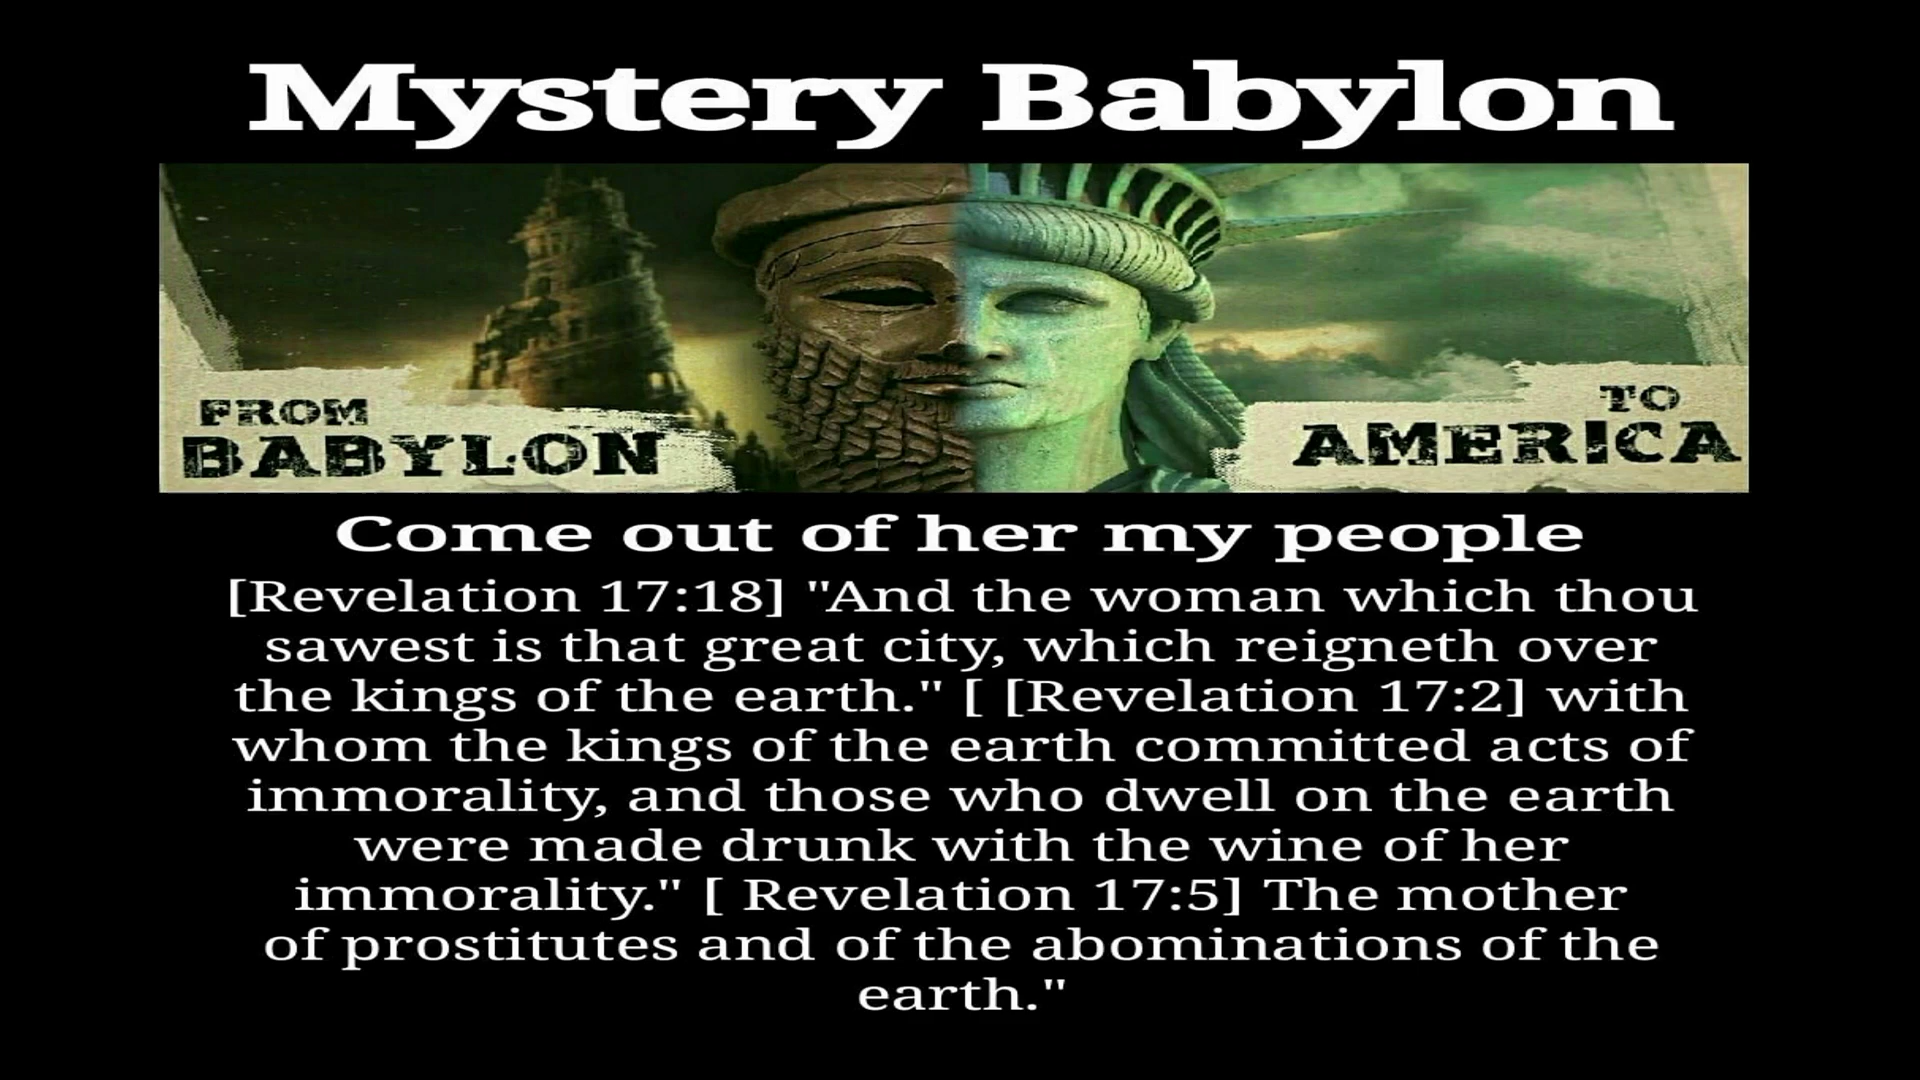 Mystery Babylon
FROM
BABYLON
TO
AMERICA
Come out of her my people
[Revelation 17:18] "And the woman which thou
sawest is that great city, which reigneth over
the kings of the earth." [ [Revelation 17:2] with
whom the kings of the earth committed acts of
immorality, and those who dwell on the earth
were made drunk with the wine of her
immorality." [ Revelation 17:5] The mother
of prostitutes and of the abominations of the
earth."